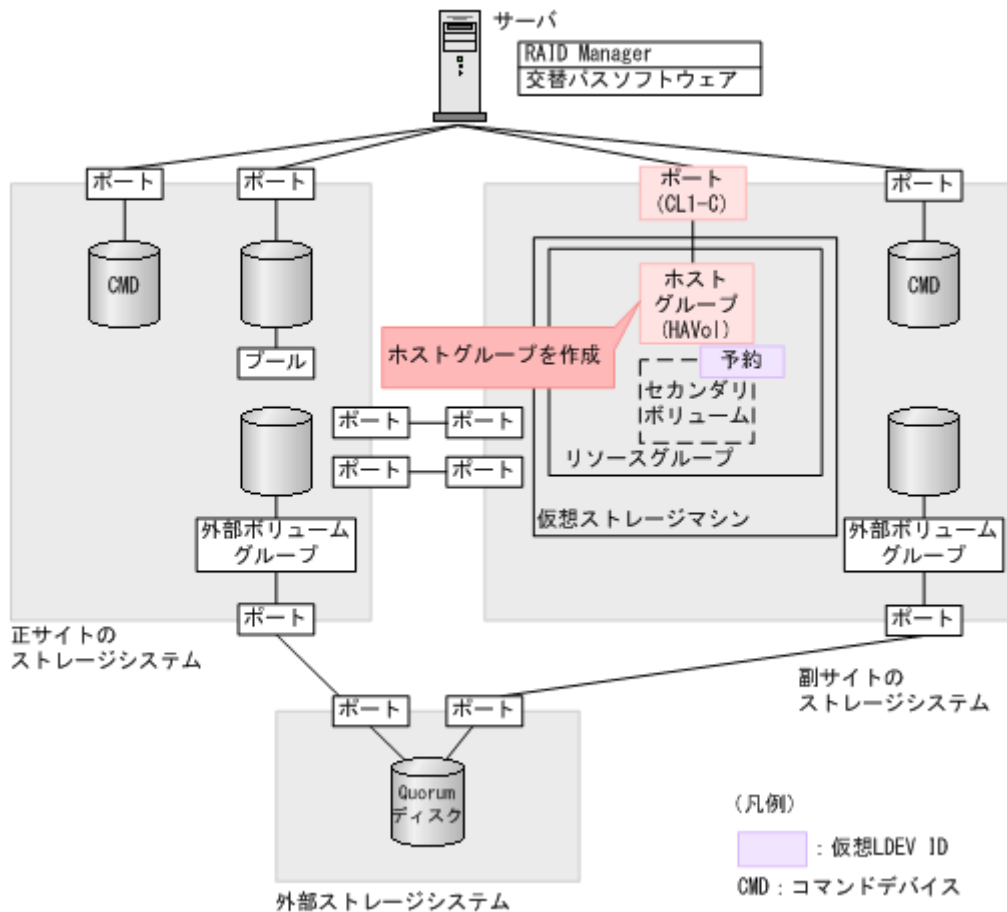 サーバ
RAID Manager
交替パスソフトウェア
ポート
ポート
ポート
(CL1-C)
ポート
CMD
ホスト
グループ
(HAVol)
CMD
ホストグループを作成
プール
予約
セカンダリ
ボリューム
リソースグループ
ポート
ポート
ポート
ポート
仮想ストレージマシン
外部ボリューム
グループ
外部ボリューム
グループ
ポート
ポート
正サイトの
ストレージシステム
副サイトの
ストレージシステム
ポート
ポート
Quorum
ディスク
外部ストレージシステム
(凡例)
:仮想LDEV ID
CMD:コマンドデバイス